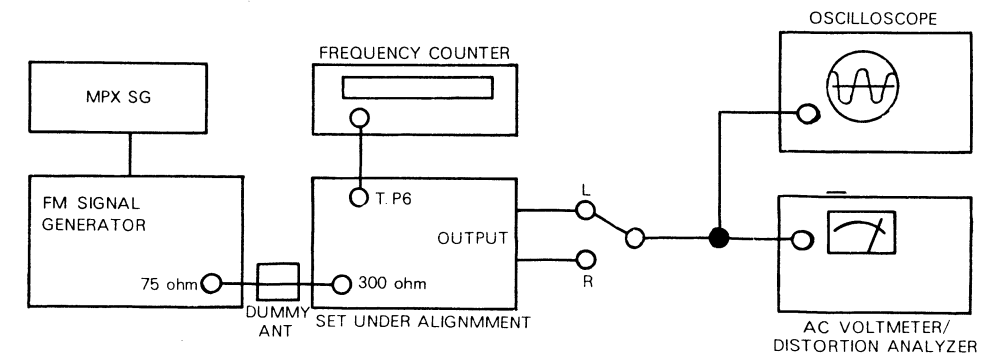 OSCILLOSCOPE
FREQUENCY COUNTER
MPX SG
FM SIGNAL
GENERATOR
T.P6
L
OUTPUT
R
75 ohm
300 ohm
DUMMY
ANT
SET UNDER ALIGNMMENT
AC VOLTMETER/
DISTORTION ANALYZER